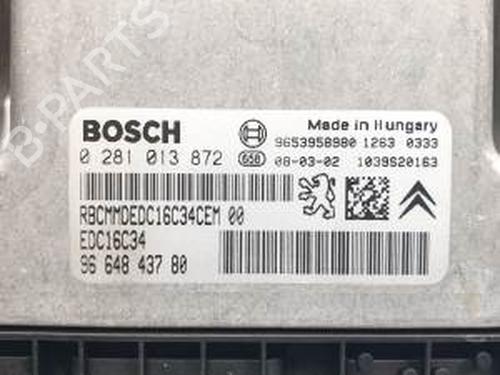 B-PARTS
BOSCH
Made in Hungary
9653958980 1263 0333
0 281 013 872
658
08-03-02
1039S20163
RBCMMDEDC16C34CEM 00
EDC16C34
96 648 437 80